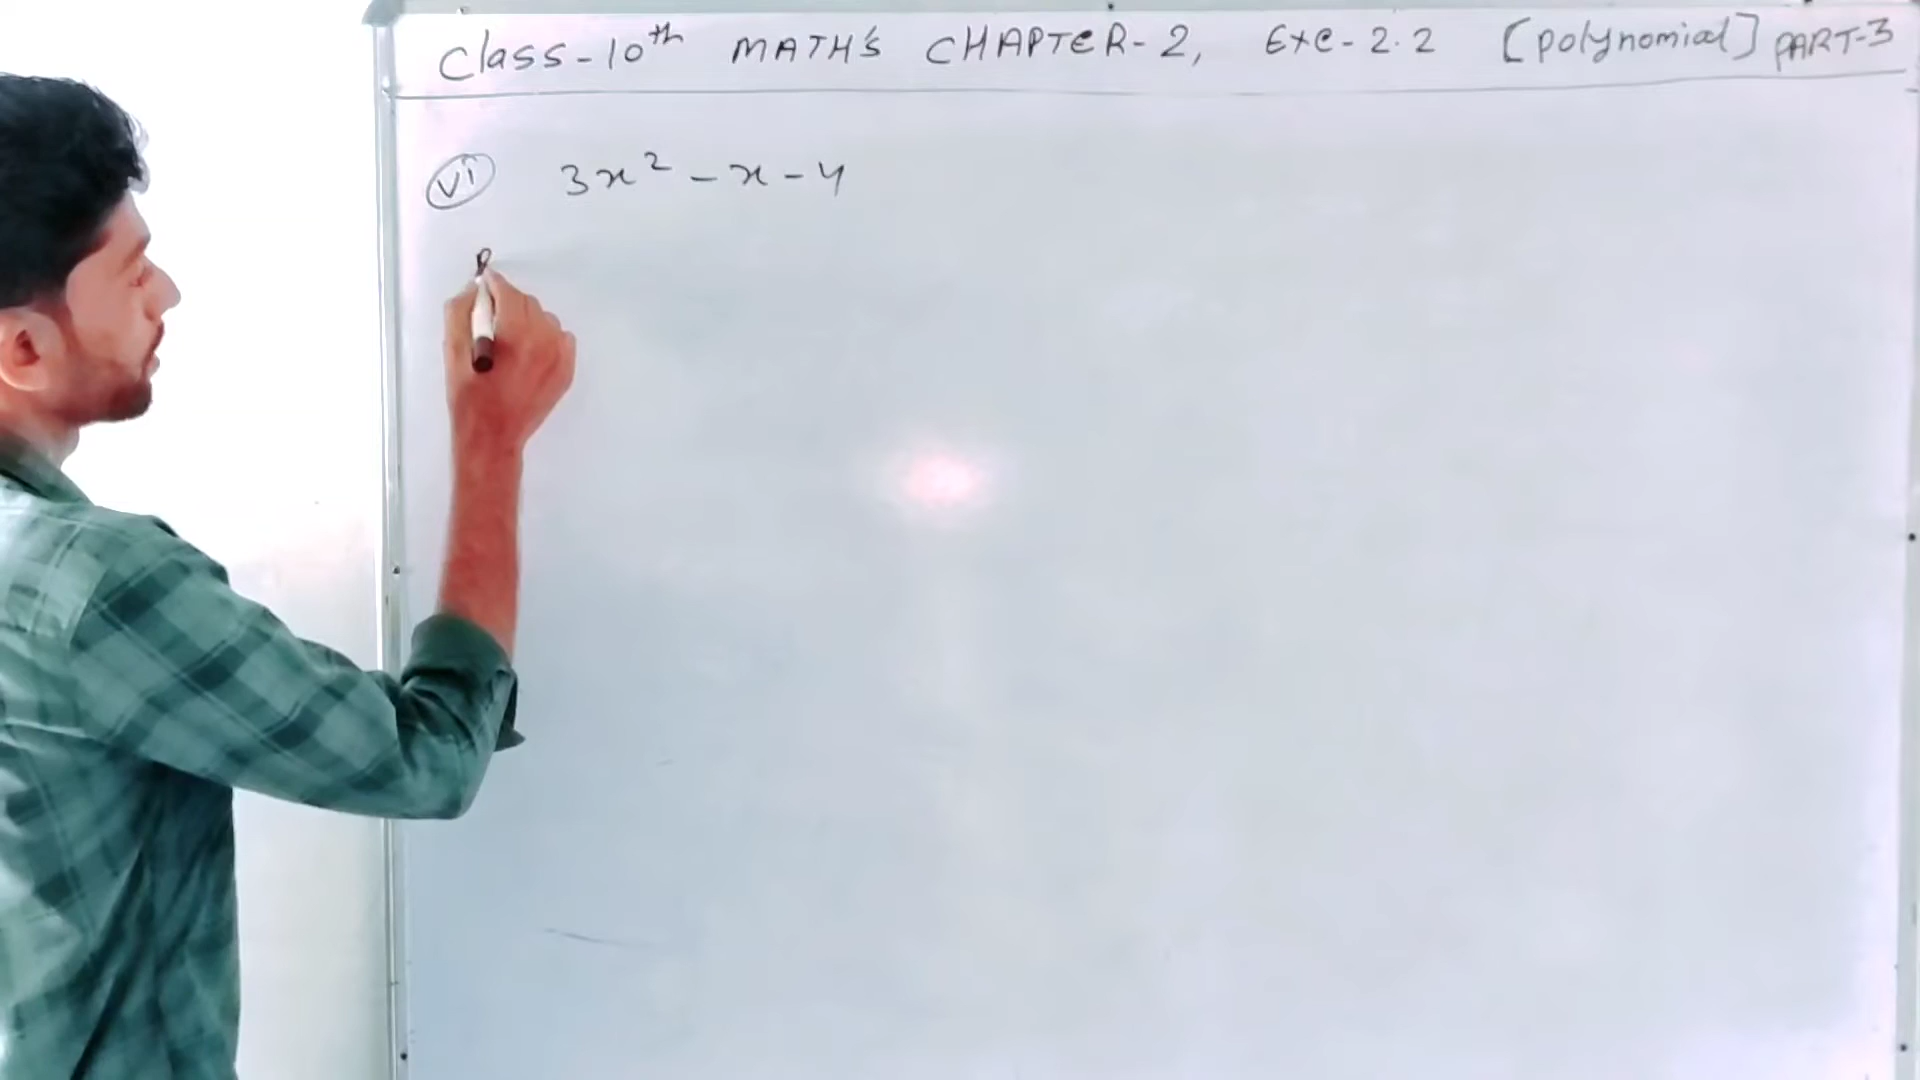 Class-10th MATH'S CHAPTER-2, Exe-2.2 [polynomial] PART-3
vi 3x² - x - 4